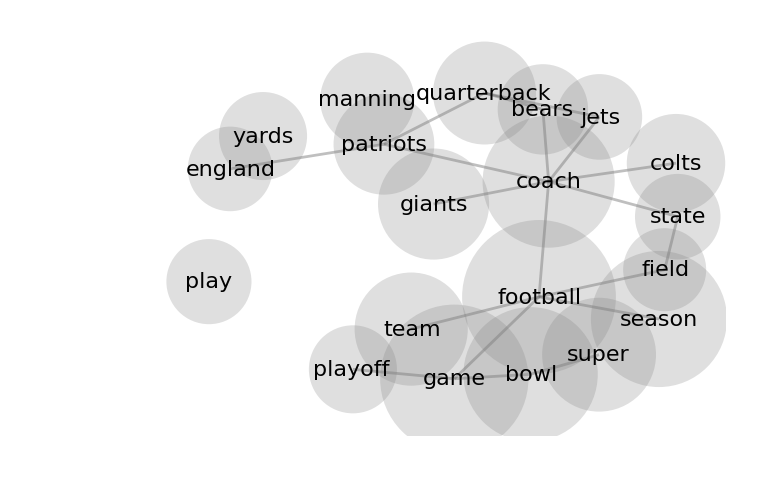 quarterback
manning
bears
jets
yards
patriots
colts
england
coach
giants
state
field
play
football
season
team
super
playoff
bowl
game